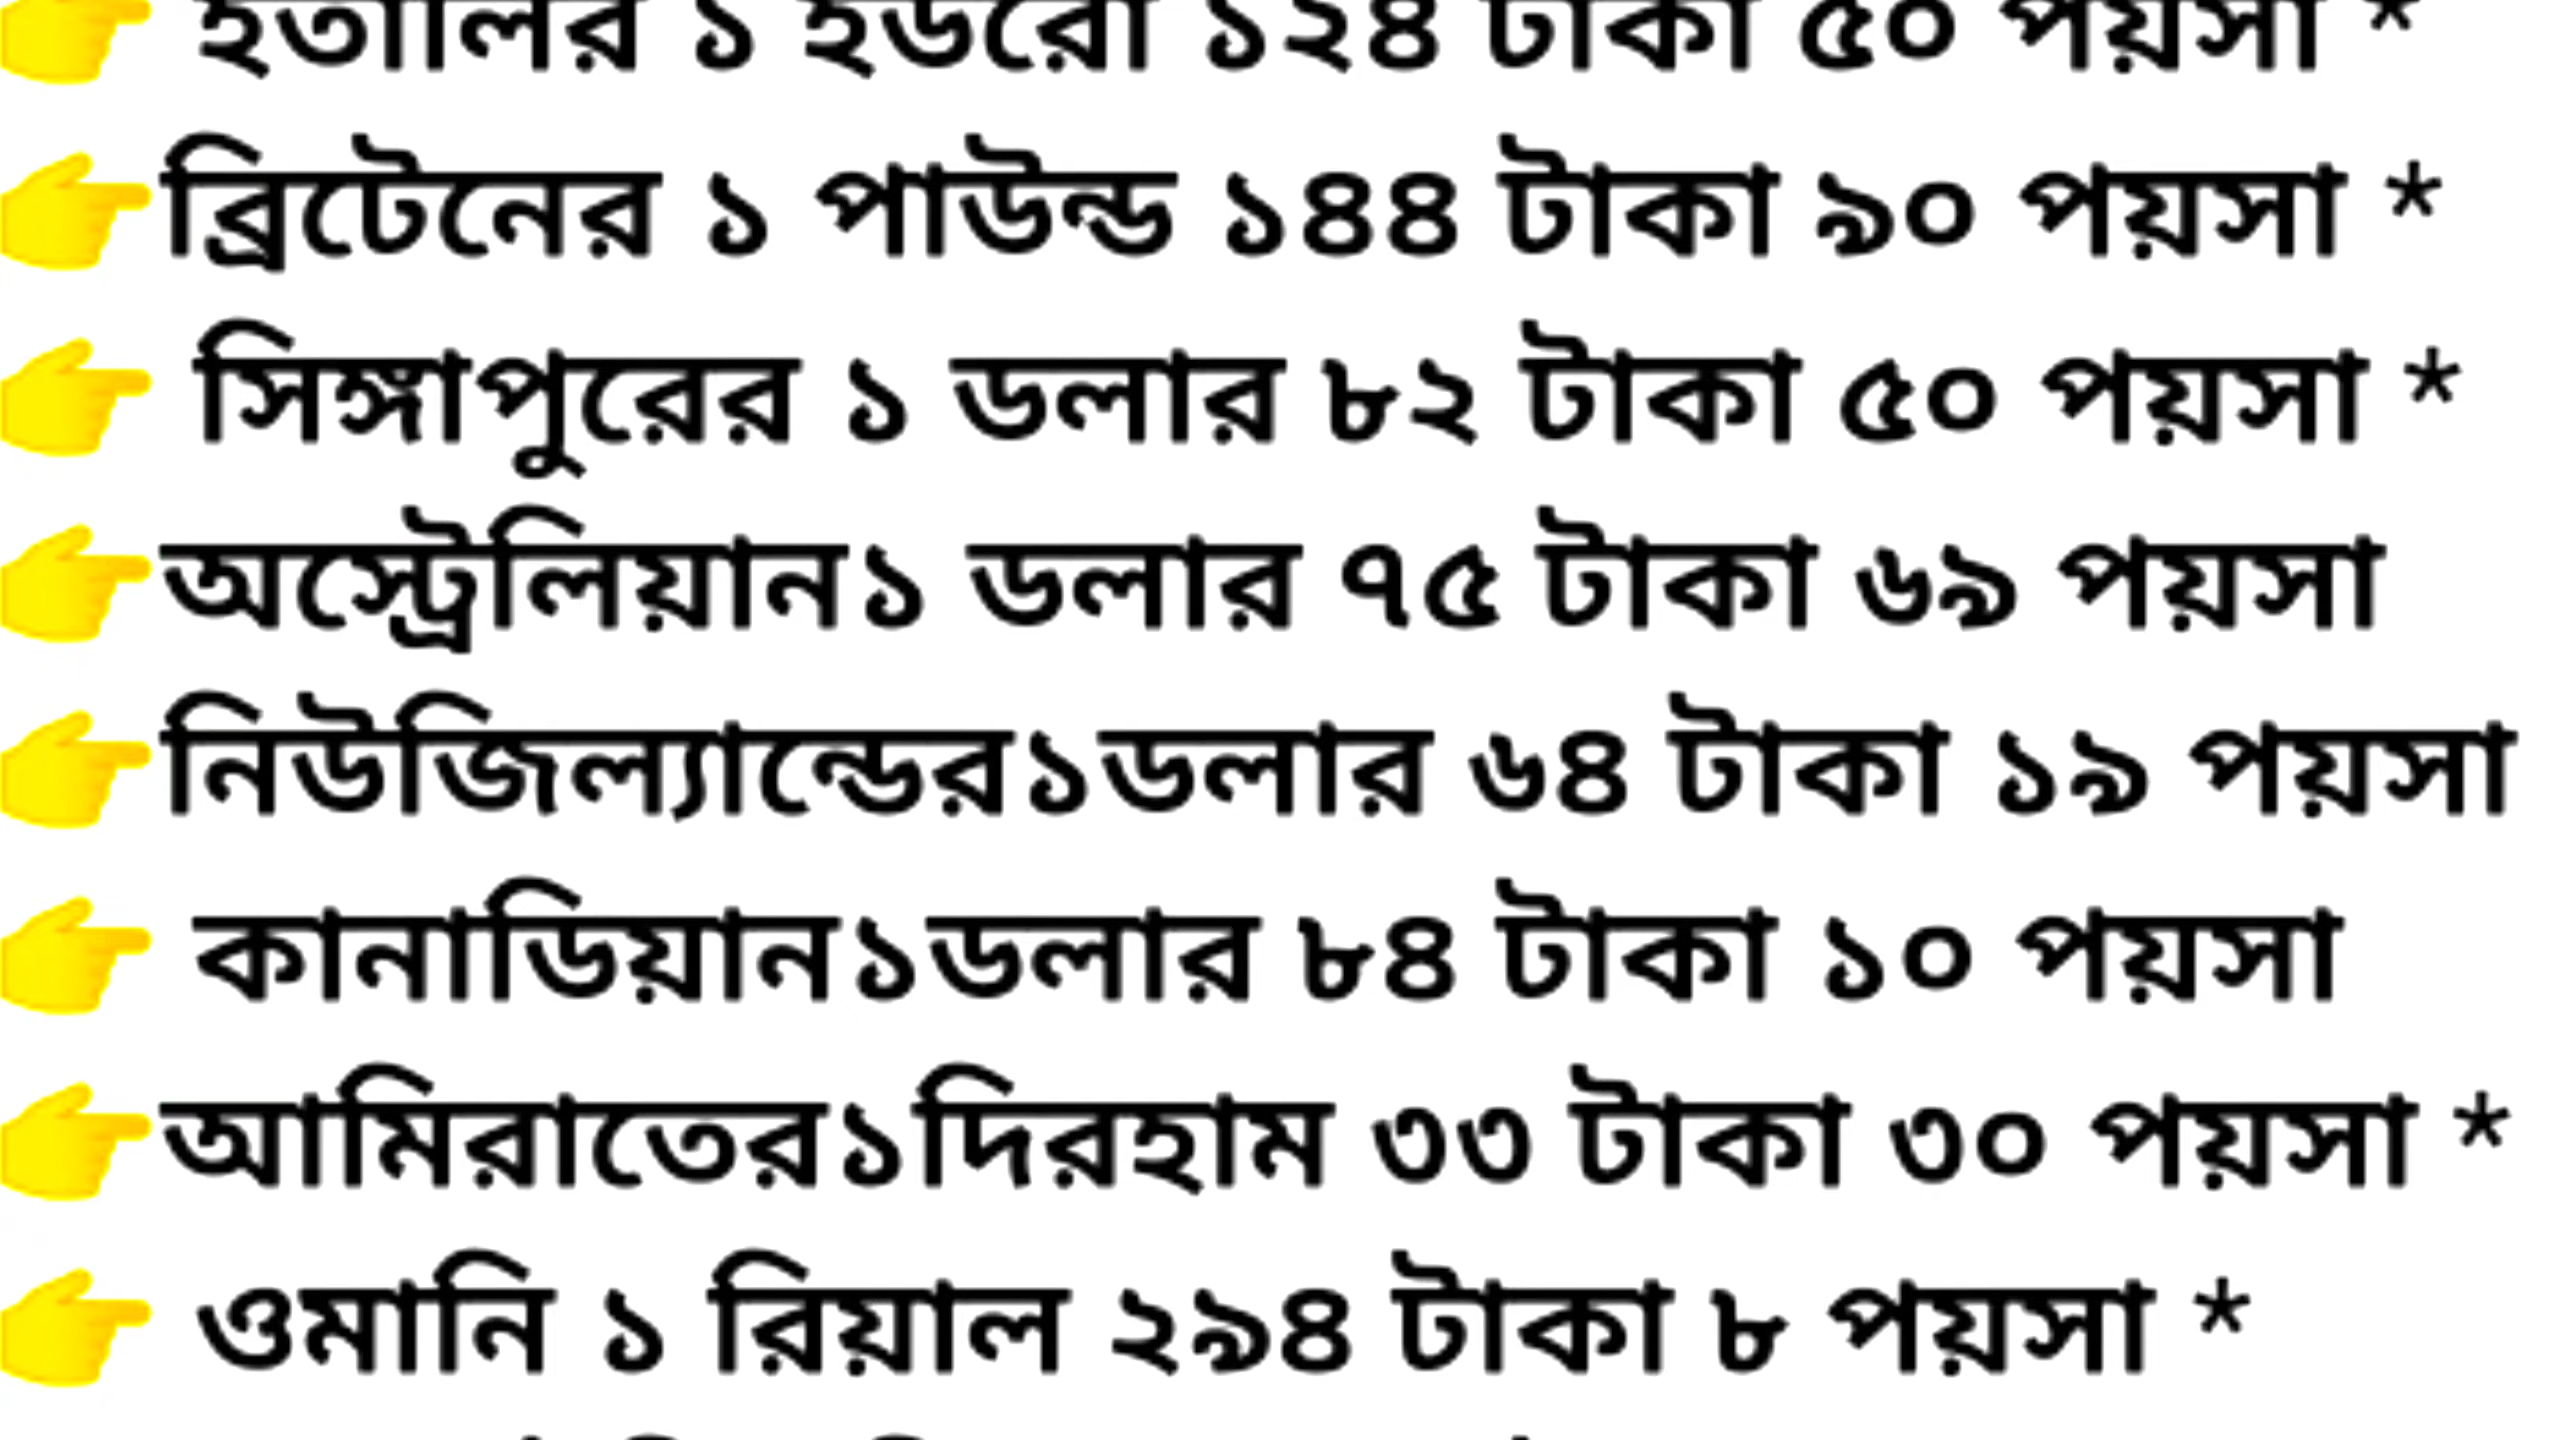 👉 ইতালির ১ ইউরো ১২৪ টাকা ৫০ পয়সা *
👉ব্রিটেনের ১ পাউন্ড ১৪৪ টাকা ৯০ পয়সা *
👉 সিঙ্গাপুরের ১ ডলার ৮২ টাকা ৫০ পয়সা *
👉অস্ট্রেলিয়ান১ ডলার ৭৫ টাকা ৬৯ পয়সা
👉নিউজিল্যান্ডের১ডলার ৬৪ টাকা ১৯ পয়সা
👉 কানাডিয়ান১ডলার ৮৪ টাকা ১০ পয়সা
👉আমিরাতের১দিরহাম ৩৩ টাকা ৩০ পয়সা *
👉 ওমানি ১ রিয়াল ২৯৪ টাকা ৮ পয়সা *